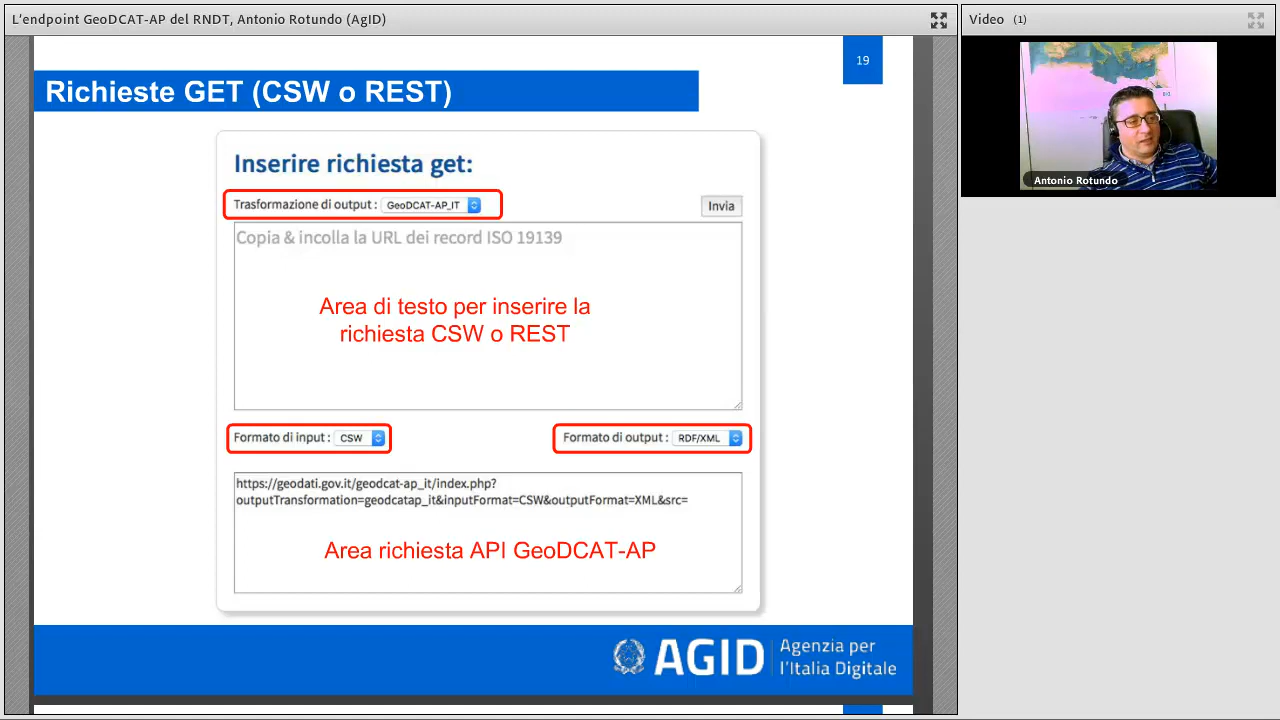 L'endpoint GeoDCAT-AP del RNDT, Antonio Rotundo (AgID)
Video (1)
19
Richieste GET (CSW o REST)
Inserire richiesta get:
Trasformazione di output : GeoDCAT-AP_IT
Invia
Copia & incolla la URL dei record ISO 19139
Area di testo per inserire la
richiesta CSW o REST
Formato di input : CSW
Formato di output : RDF/XML
https://geodati.gov.it/geodcat-ap_it/index.php?
outputTransformation=geodcatap_it&inputFormat=CSW&outputFormat=XML&src=
Area richiesta API GeoDCAT-AP
AGID
Agenzia per
l'Italia Digitale
Antonio Rotundo